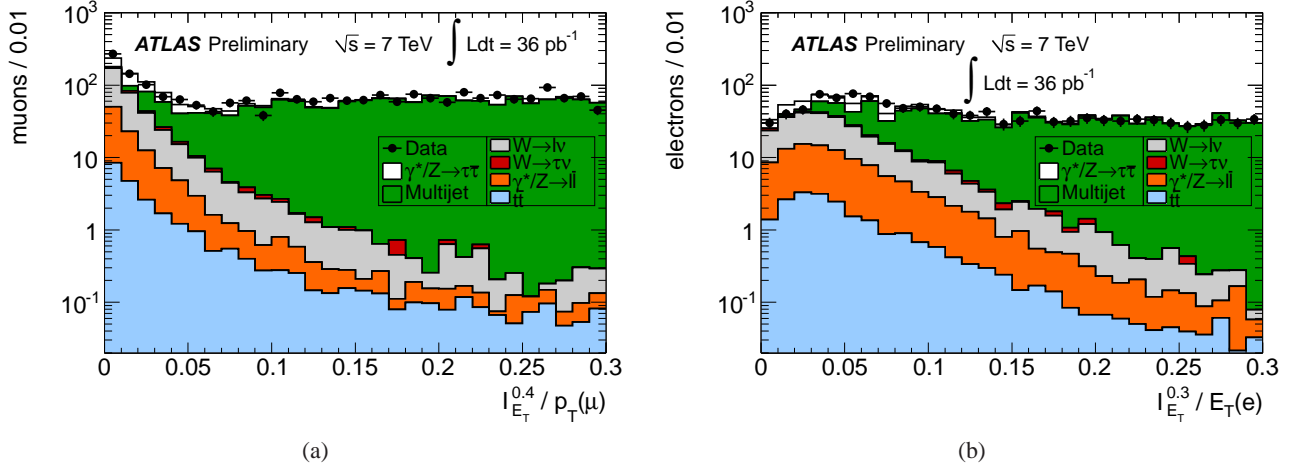 muons / 0.01
10³
10²
10
1
10⁻¹
ATLAS Preliminary √s = 7 TeV ∫ Ldt = 36 pb⁻¹
Data
γ*/Z→ττ̄
Multijet
W→lν
W→τν
γ*/Z→ll̄
tt̄
0 0.05 0.1 0.15 0.2 0.25 0.3
I_{E_T}^{0.4} / p_T(μ)
(a)
electrons / 0.01
10³
10²
10
1
10⁻¹
ATLAS Preliminary √s = 7 TeV
∫ Ldt = 36 pb⁻¹
Data
γ*/Z→ττ̄
Multijet
W→lν
W→τν
γ*/Z→ll̄
tt̄
0 0.05 0.1 0.15 0.2 0.25 0.3
I_{E_T}^{0.3} / E_T(e)
(b)